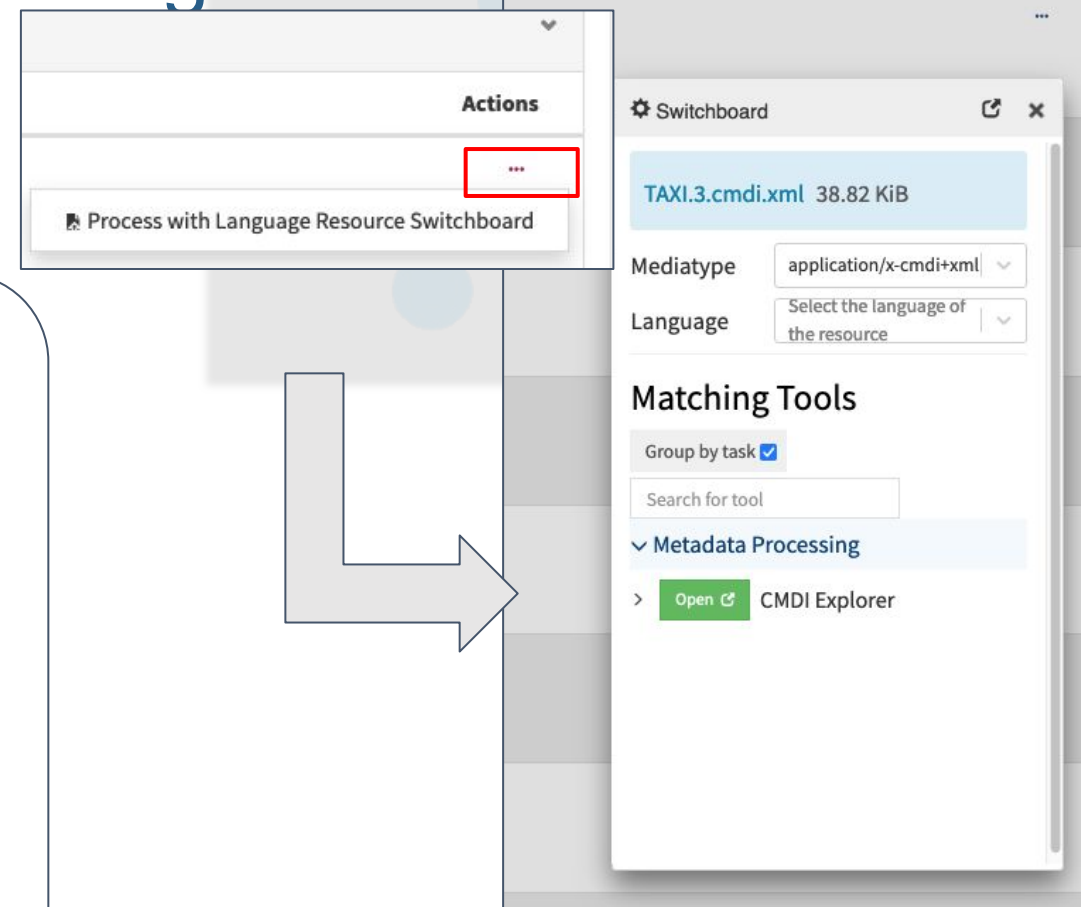 Actions
...
Process with Language Resource Switchboard
...
Switchboard
TAXI.3.cmdi.xml 38.82 KiB
Mediatype application/x-cmdi+xml
Language Select the language of
the resource
Matching Tools
Group by task
Search for tool
Metadata Processing
Open CMDI Explorer